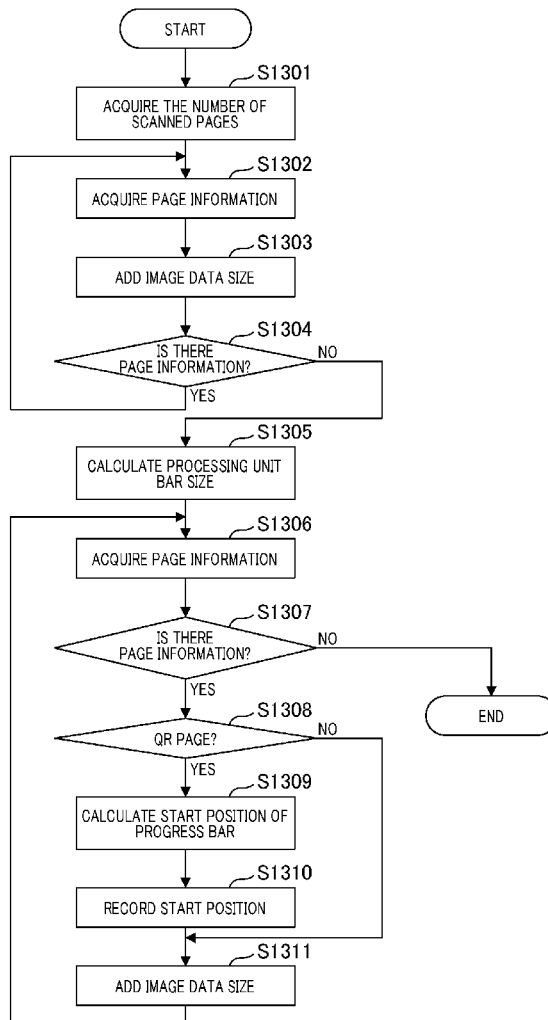 START
S1301
ACQUIRE THE NUMBER OF
SCANNED PAGES
S1302
ACQUIRE PAGE INFORMATION
S1303
ADD IMAGE DATA SIZE
S1304
IS THERE
PAGE INFORMATION?
NO
YES
S1305
CALCULATE PROCESSING UNIT
BAR SIZE
S1306
ACQUIRE PAGE INFORMATION
S1307
IS THERE
PAGE INFORMATION?
NO
YES
END
S1308
QR PAGE?
NO
YES
S1309
CALCULATE START POSITION OF
PROGRESS BAR
S1310
RECORD START POSITION
S1311
ADD IMAGE DATA SIZE